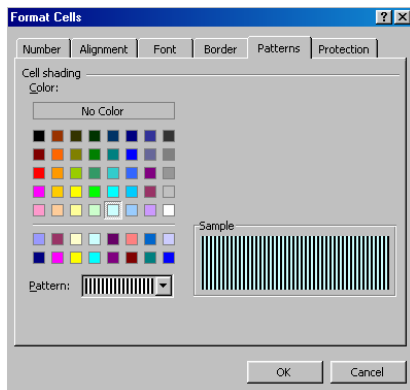 Format Cells
Number Alignment Font Border Patterns Protection
Cell shading
Color:
No Color
Sample
Pattern:
OK Cancel